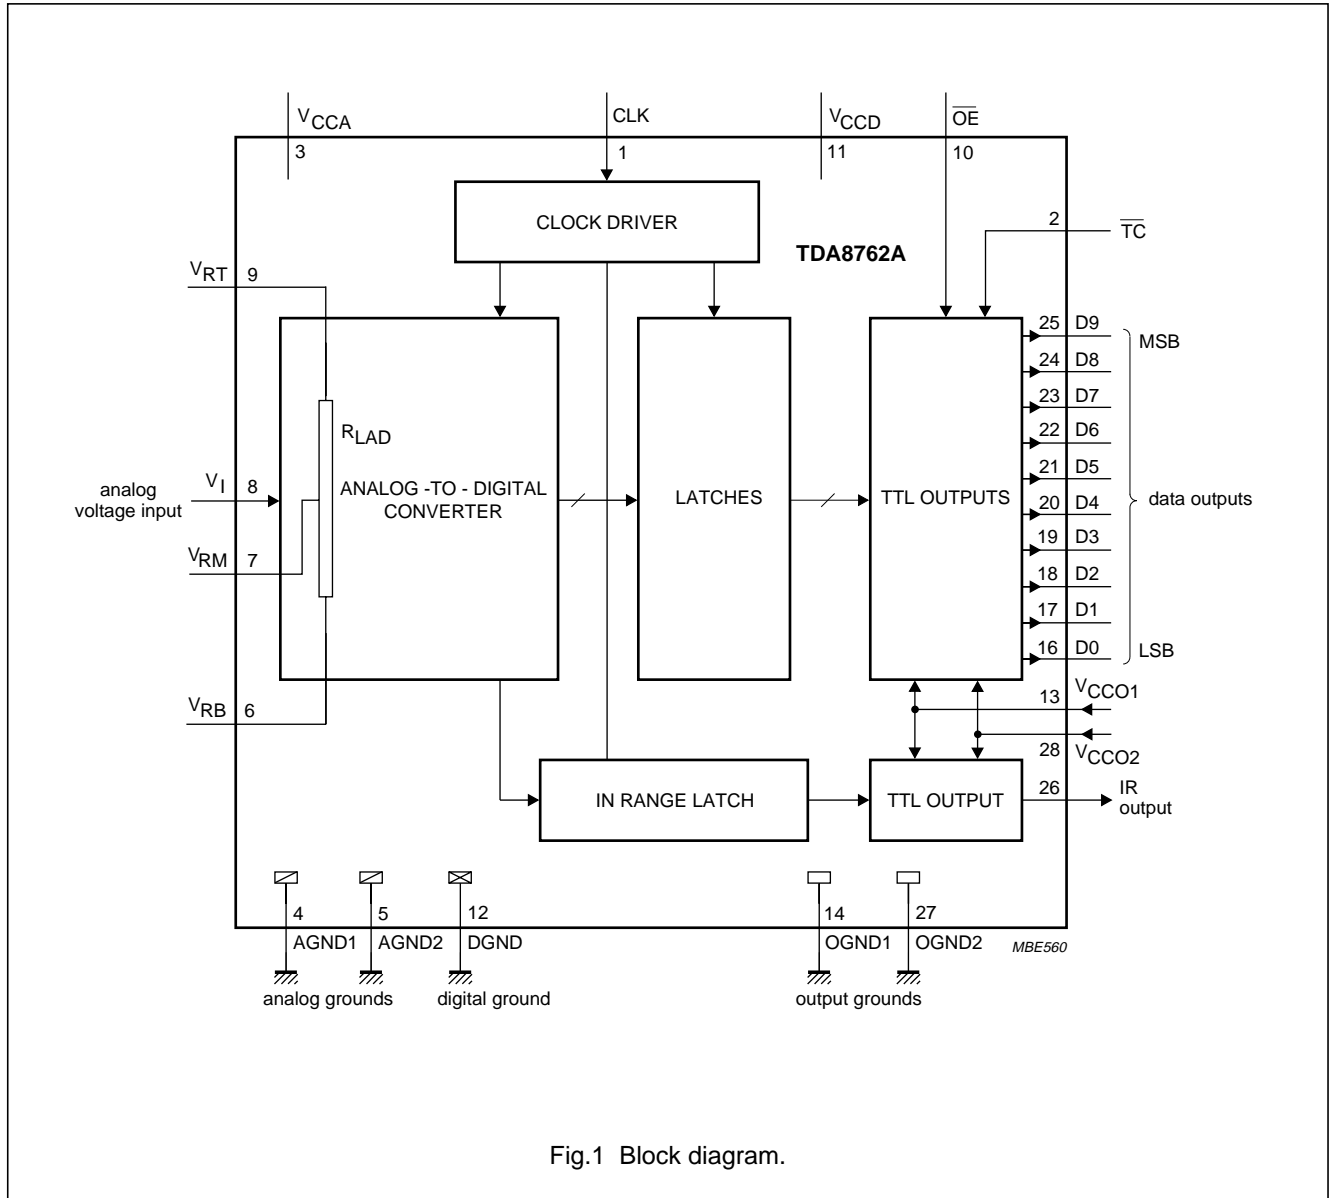 VCCA
CLK
VCCD
OE
3
1
11
10
CLOCK DRIVER
TDA8762A
2
TC
VRT
9
25
D9
MSB
24
D8
23
D7
RLAD
22
D6
analog
voltage input
VI
8
ANALOG -TO - DIGITAL
CONVERTER
LATCHES
TTL OUTPUTS
21
D5
data outputs
20
D4
19
D3
VRM
7
18
D2
17
D1
16
D0
LSB
VRB
6
13
VCCO1
28
VCCO2
IN RANGE LATCH
TTL OUTPUT
26
IR
output
4
5
12
14
27
AGND1
AGND2
DGND
OGND1
OGND2
MBE560
analog grounds
digital ground
output grounds
Fig.1 Block diagram.